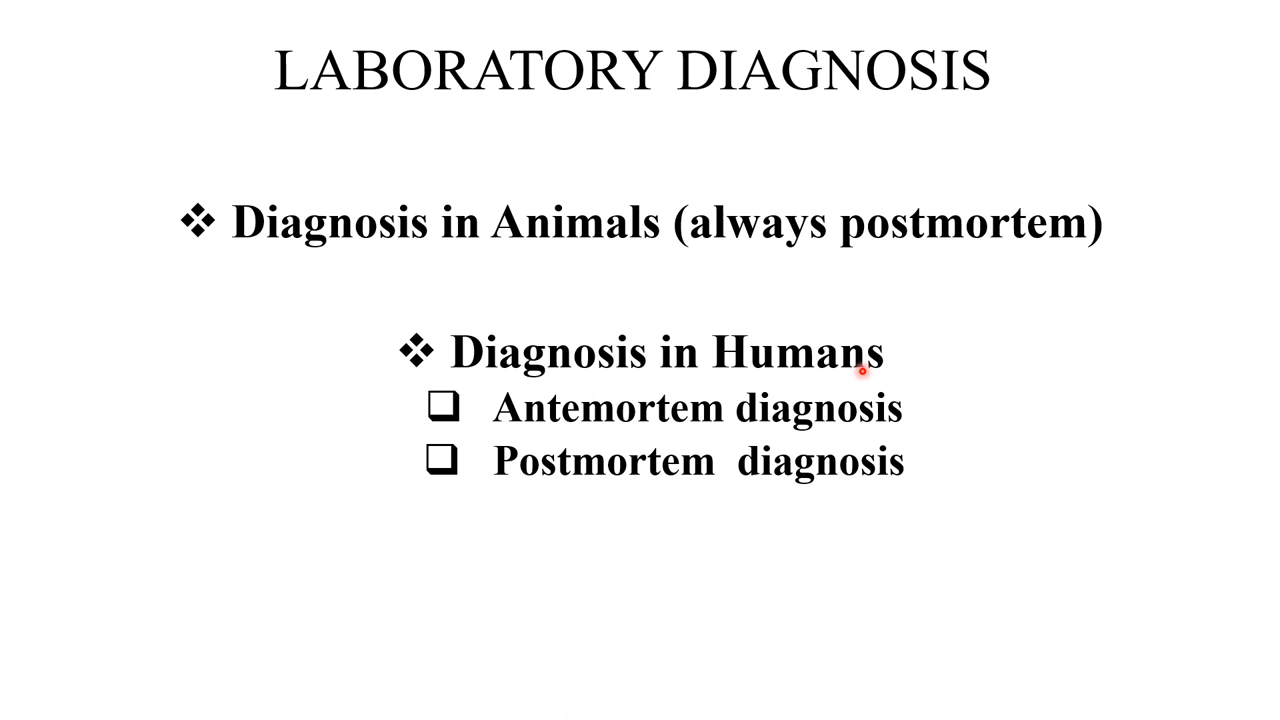 LABORATORY DIAGNOSIS
❖ Diagnosis in Animals (always postmortem)
❖ Diagnosis in Humans
❑ Antemortem diagnosis
❑ Postmortem diagnosis